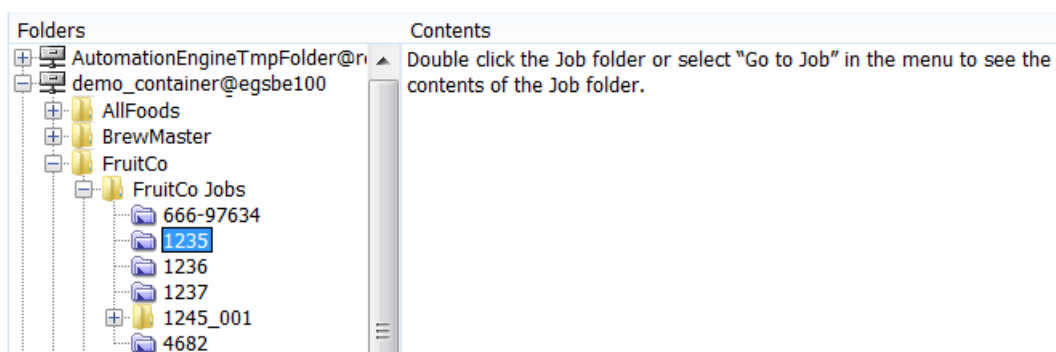 Folders
Contents
AutomationEngineTmpFolder@r
demo_container@egsbe100
AllFoods
BrewMaster
FruitCo
FruitCo Jobs
666-97634
1235
1236
1237
1245_001
4682
Double click the Job folder or select “Go to Job” in the menu to see the
contents of the Job folder.